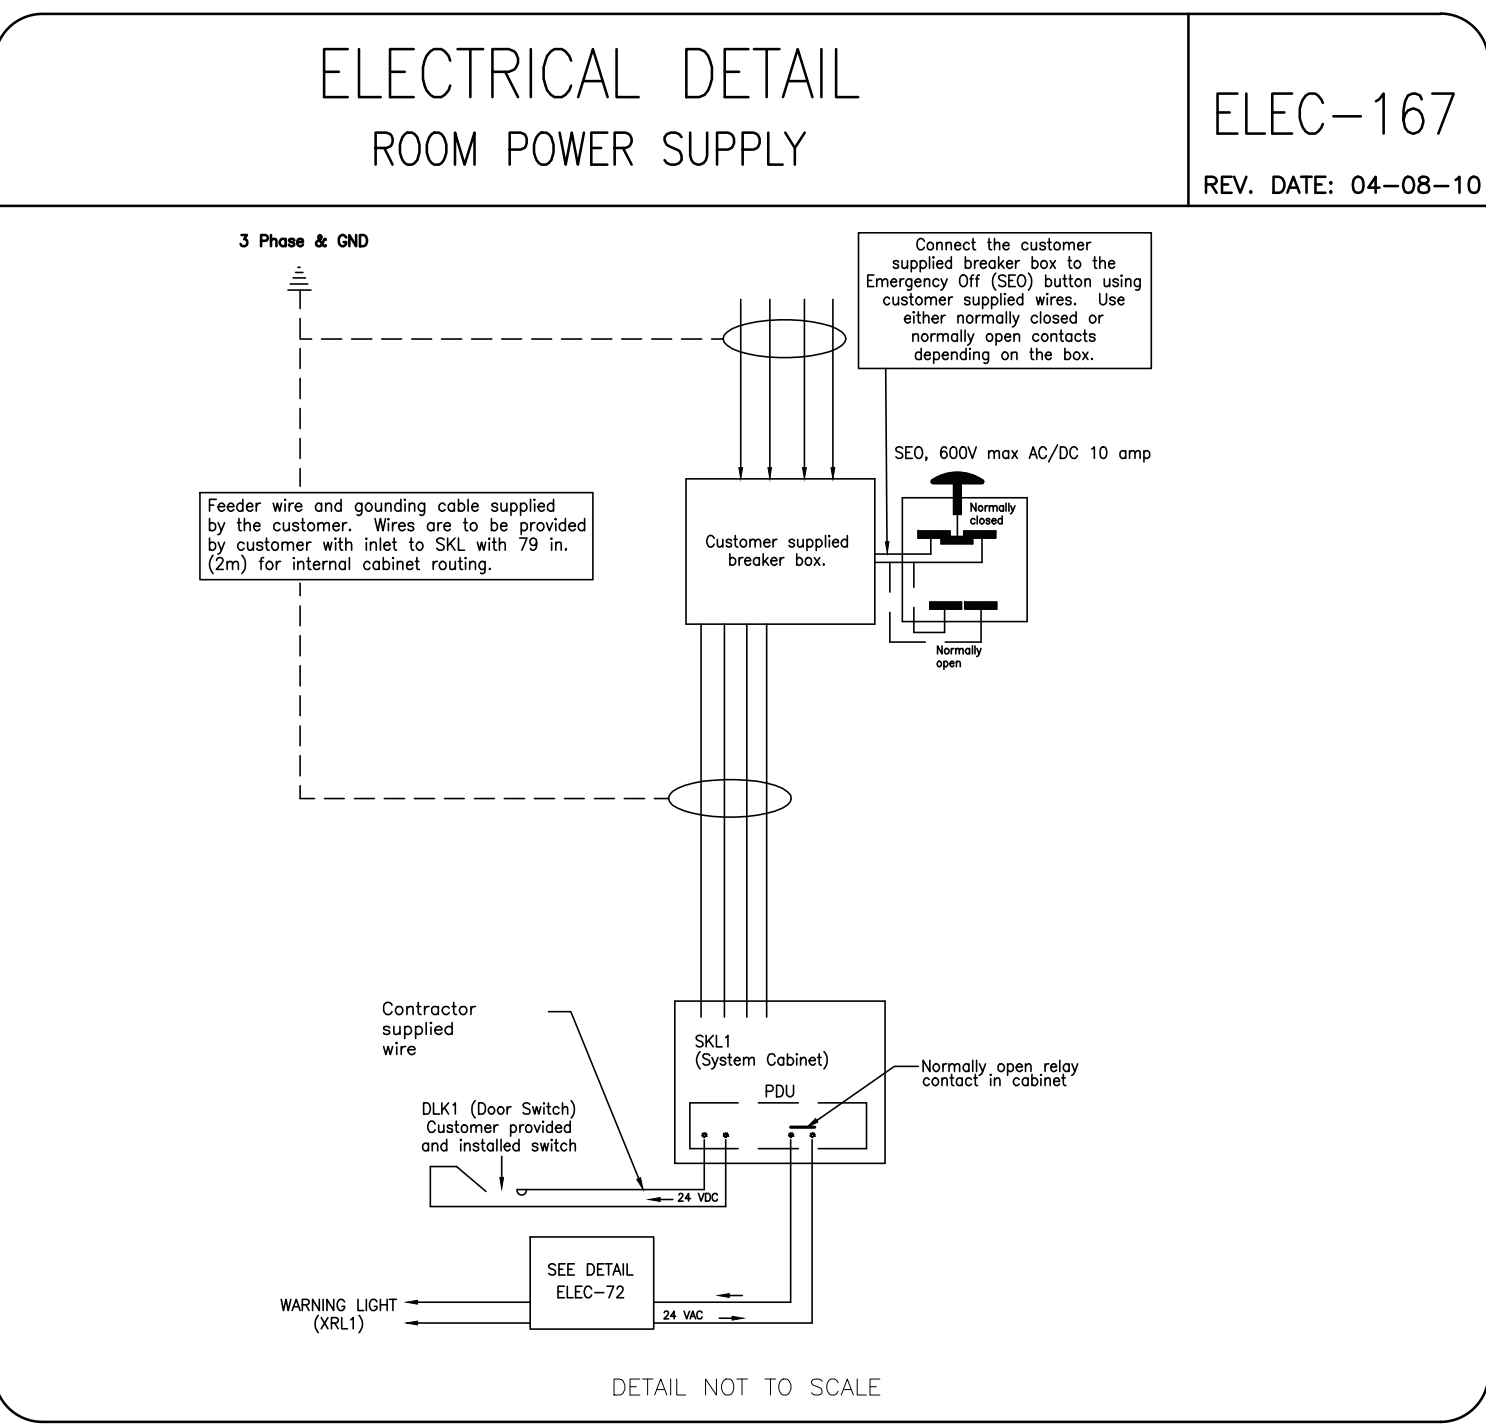 ELECTRICAL DETAIL
ROOM POWER SUPPLY
ELEC-167
REV. DATE: 04-08-10
3 Phase & GND
Connect the customer
supplied breaker box to the
Emergency Off (SEO) button using
customer supplied wires. Use
either normally closed or
normally open contacts
depending on the box.
SEO, 600V max AC/DC 10 amp
Normally
closed
Feeder wire and gounding cable supplied
by the customer. Wires are to be provided
by customer with inlet to SKL with 79 in.
(2m) for internal cabinet routing.
Customer supplied
breaker box.
Normally
open
Contractor
supplied
wire
SKL1
(System Cabinet)
PDU
Normally open relay
contact in cabinet
DLK1 (Door Switch)
Customer provided
and installed switch
24 VDC
SEE DETAIL
ELEC-72
24 VAC
WARNING LIGHT
(XRL1)
DETAIL NOT TO SCALE